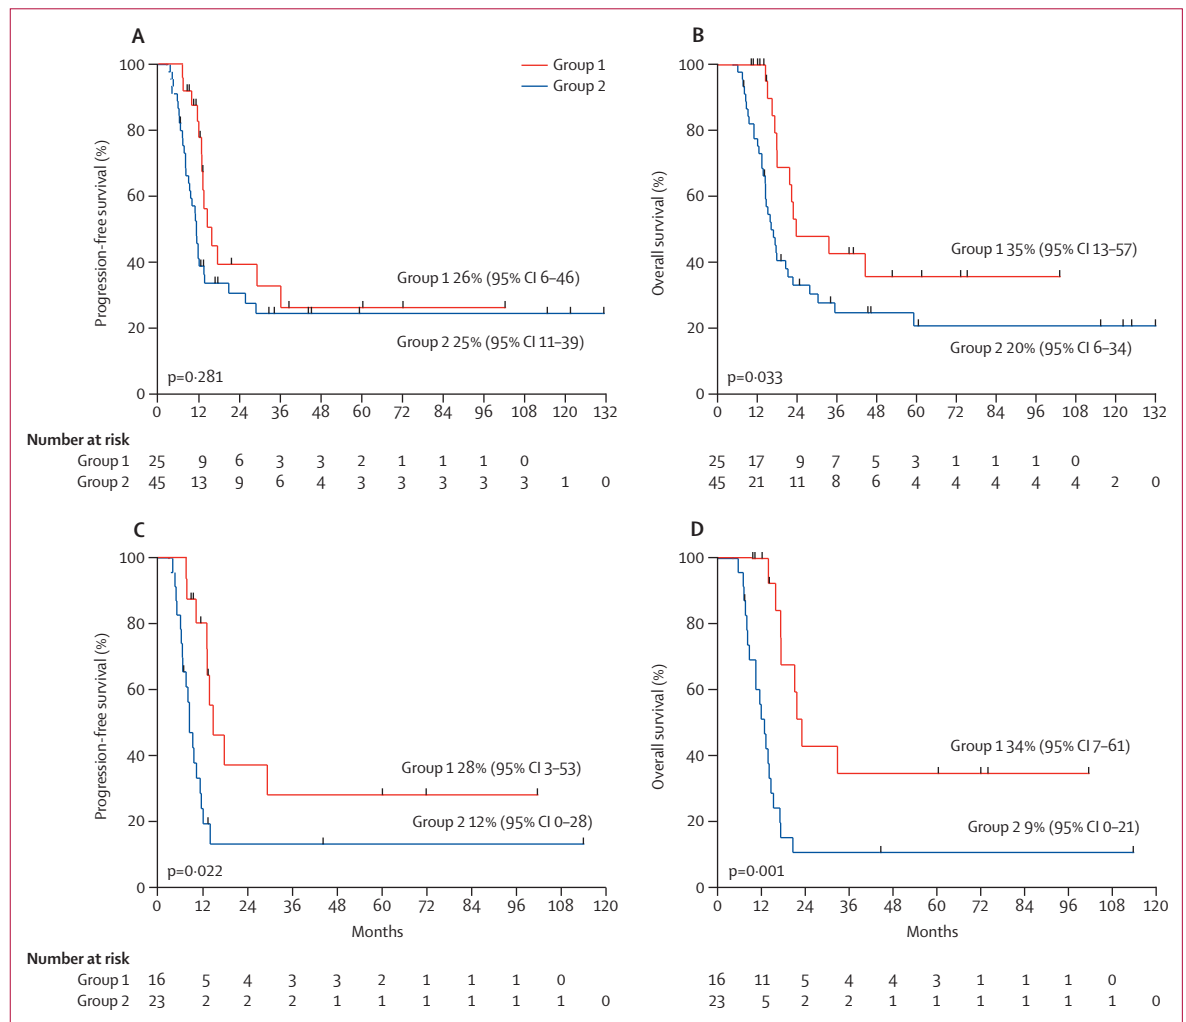 A
B
Group 1
Group 2
100
80
60
40
20
0
Progression-free survival (%)
Group 1 26% (95% CI 6–46)
Group 2 25% (95% CI 11–39)
p=0·281
0 12 24 36 48 60 72 84 96 108 120 132
100
80
60
40
20
0
Overall survival (%)
Group 1 35% (95% CI 13–57)
Group 2 20% (95% CI 6–34)
p=0·033
0 12 24 36 48 60 72 84 96 108 120 132
Number at risk
Group 1 25 9 6 3 3 2 1 1 1 0
Group 2 45 13 9 6 4 3 3 3 3 3 1 0
25 17 9 7 5 3 1 1 1 0
45 21 11 8 6 4 4 4 4 4 2 0
C
D
100
80
60
40
20
0
Progression-free survival (%)
Group 1 28% (95% CI 3–53)
Group 2 12% (95% CI 0–28)
p=0·022
0 12 24 36 48 60 72 84 96 108 120
Months
100
80
60
40
20
0
Overall survival (%)
Group 1 34% (95% CI 7–61)
Group 2 9% (95% CI 0–21)
p=0·001
0 12 24 36 48 60 72 84 96 108 120
Months
Number at risk
Group 1 16 5 4 3 3 2 1 1 1 0
Group 2 23 2 2 2 1 1 1 1 1 1 0
16 11 5 4 4 3 1 1 1 0
23 5 2 2 1 1 1 1 1 1 0